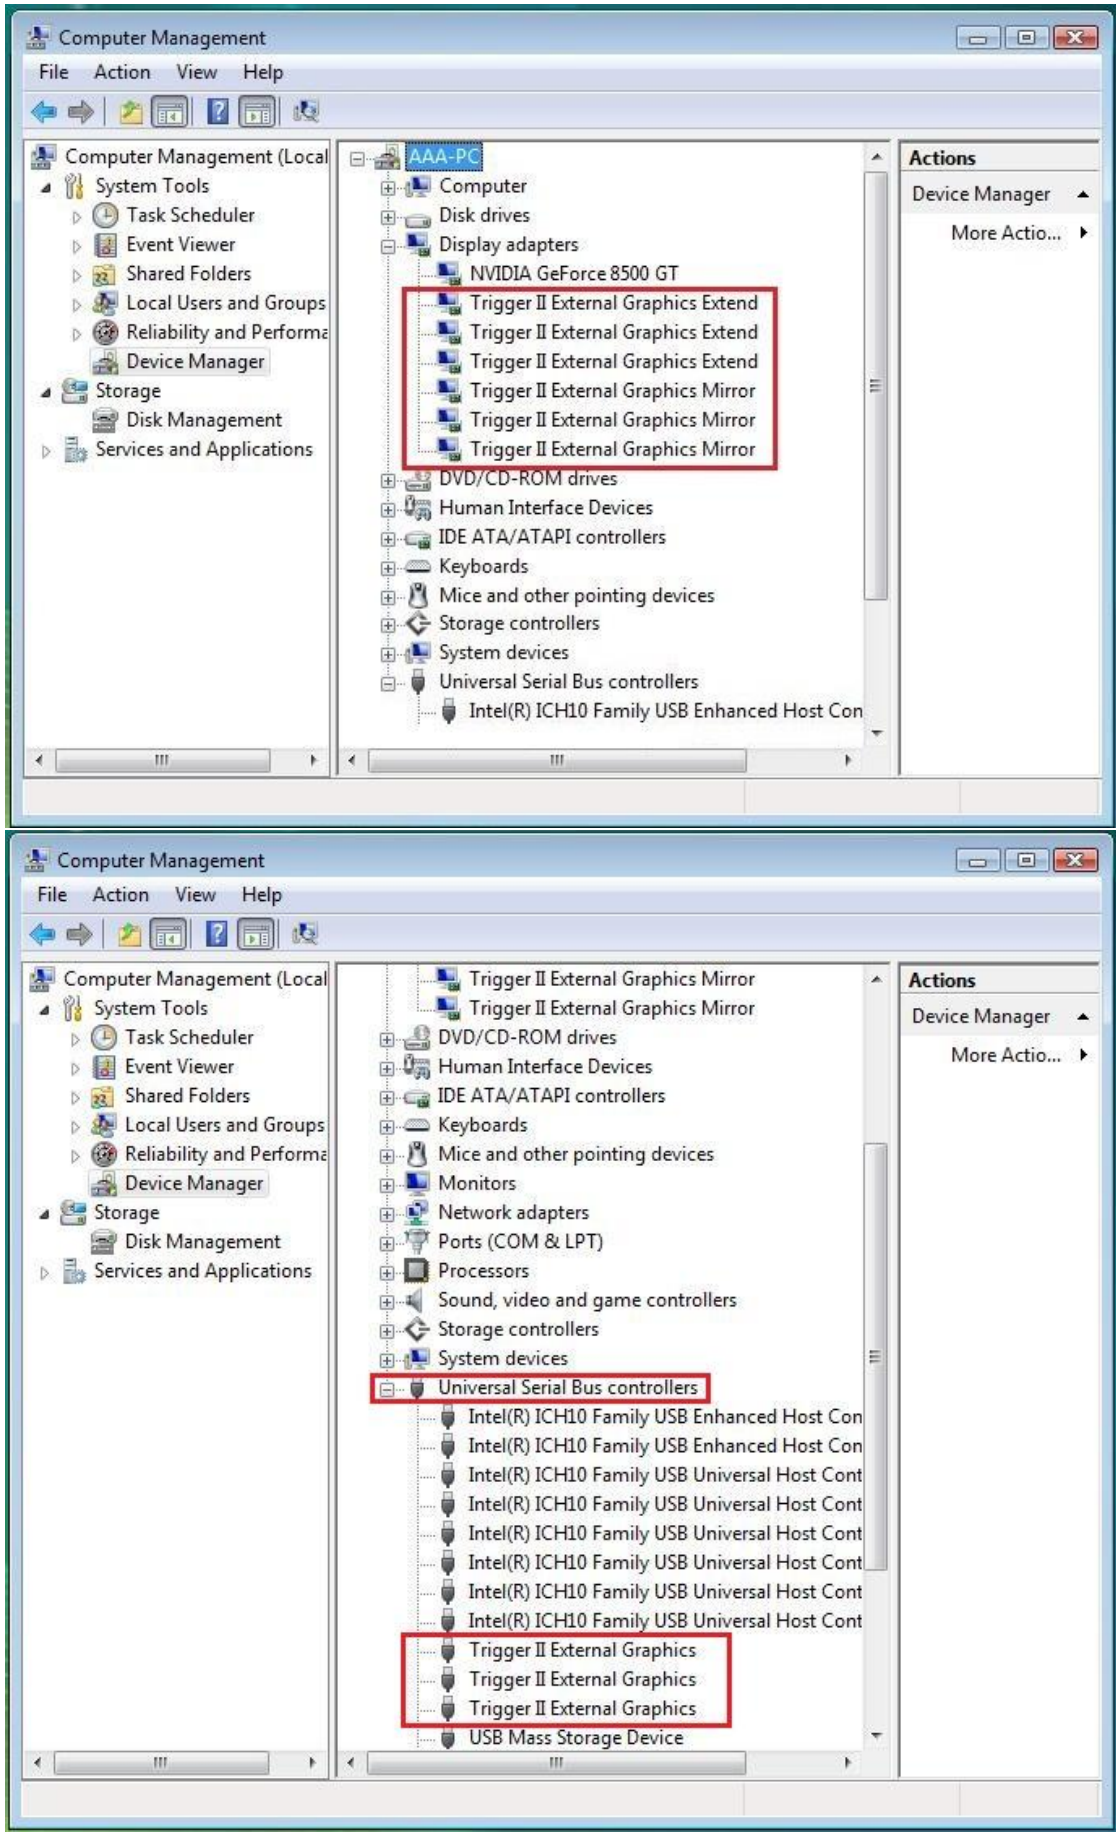 Computer Management
File Action View Help
Computer Management (Local
System Tools
Task Scheduler
Event Viewer
Shared Folders
Local Users and Groups
Reliability and Performa
Device Manager
Storage
Disk Management
Services and Applications
AAA-PC
Computer
Disk drives
Display adapters
NVIDIA GeForce 8500 GT
Trigger II External Graphics Extend
Trigger II External Graphics Extend
Trigger II External Graphics Extend
Trigger II External Graphics Mirror
Trigger II External Graphics Mirror
Trigger II External Graphics Mirror
DVD/CD-ROM drives
Human Interface Devices
IDE ATA/ATAPI controllers
Keyboards
Mice and other pointing devices
Storage controllers
System devices
Universal Serial Bus controllers
Intel(R) ICH10 Family USB Enhanced Host Con
Actions
Device Manager
More Actio...
Computer Management
File Action View Help
Computer Management (Local
System Tools
Task Scheduler
Event Viewer
Shared Folders
Local Users and Groups
Reliability and Performa
Device Manager
Storage
Disk Management
Services and Applications
Trigger II External Graphics Mirror
Trigger II External Graphics Mirror
DVD/CD-ROM drives
Human Interface Devices
IDE ATA/ATAPI controllers
Keyboards
Mice and other pointing devices
Monitors
Network adapters
Ports (COM & LPT)
Processors
Sound, video and game controllers
Storage controllers
System devices
Universal Serial Bus controllers
Intel(R) ICH10 Family USB Enhanced Host Con
Intel(R) ICH10 Family USB Enhanced Host Con
Intel(R) ICH10 Family USB Universal Host Cont
Intel(R) ICH10 Family USB Universal Host Cont
Intel(R) ICH10 Family USB Universal Host Cont
Intel(R) ICH10 Family USB Universal Host Cont
Intel(R) ICH10 Family USB Universal Host Cont
Intel(R) ICH10 Family USB Universal Host Cont
Trigger II External Graphics
Trigger II External Graphics
Trigger II External Graphics
USB Mass Storage Device
Actions
Device Manager
More Actio...